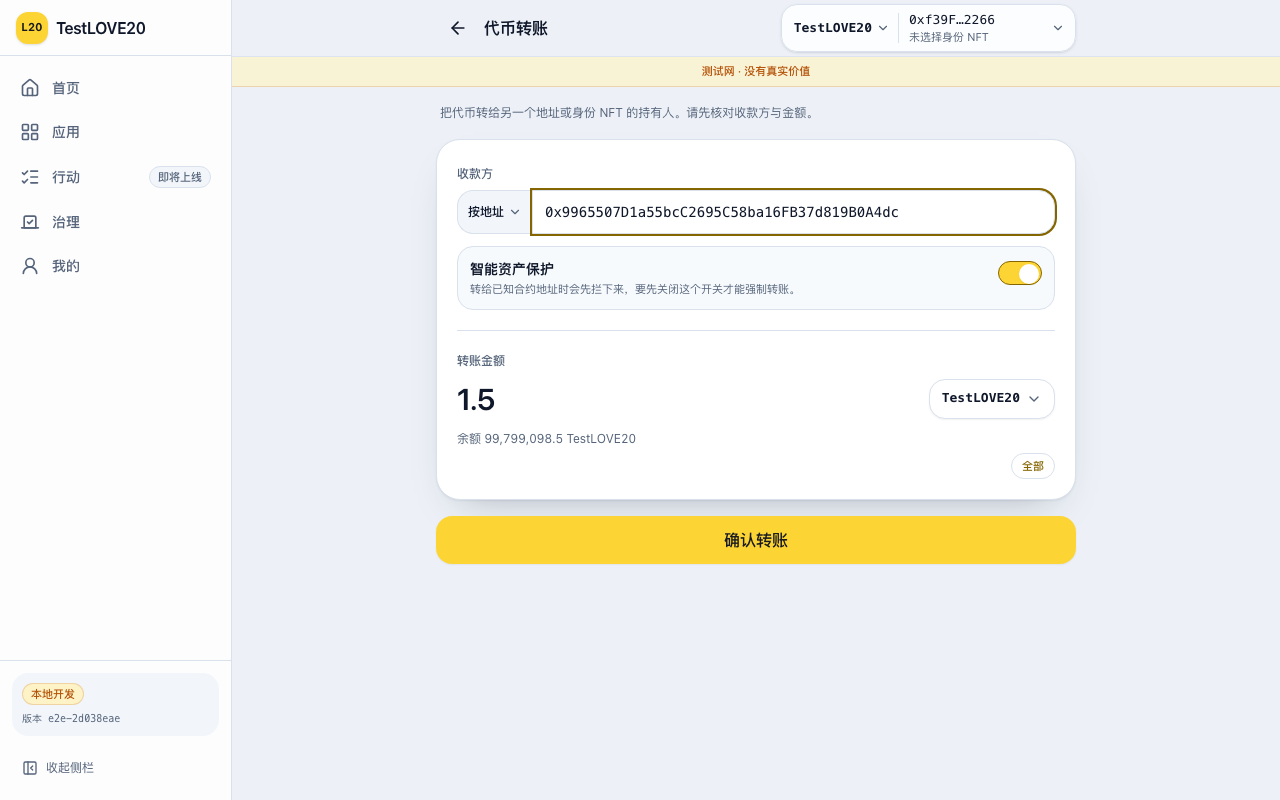 L20 TestLOVE20
首页
应用
行动 即将上线
治理
我的
本地开发
版本 e2e-2d038eae
收起侧栏
代币转账
TestLOVE20
0xf39F…2266
未选择身份 NFT
测试网 · 没有真实价值
把代币转给另一个地址或身份 NFT 的持有人。请先核对收款方与金额。
收款方
按地址 0x9965507D1a55bcC2695C58ba16FB37d819B0A4dc
智能资产保护
转给已知合约地址时会先拦下来，要先关闭这个开关才能强制转账。
转账金额
1.5 TestLOVE20
余额 99,799,098.5 TestLOVE20
全部
确认转账